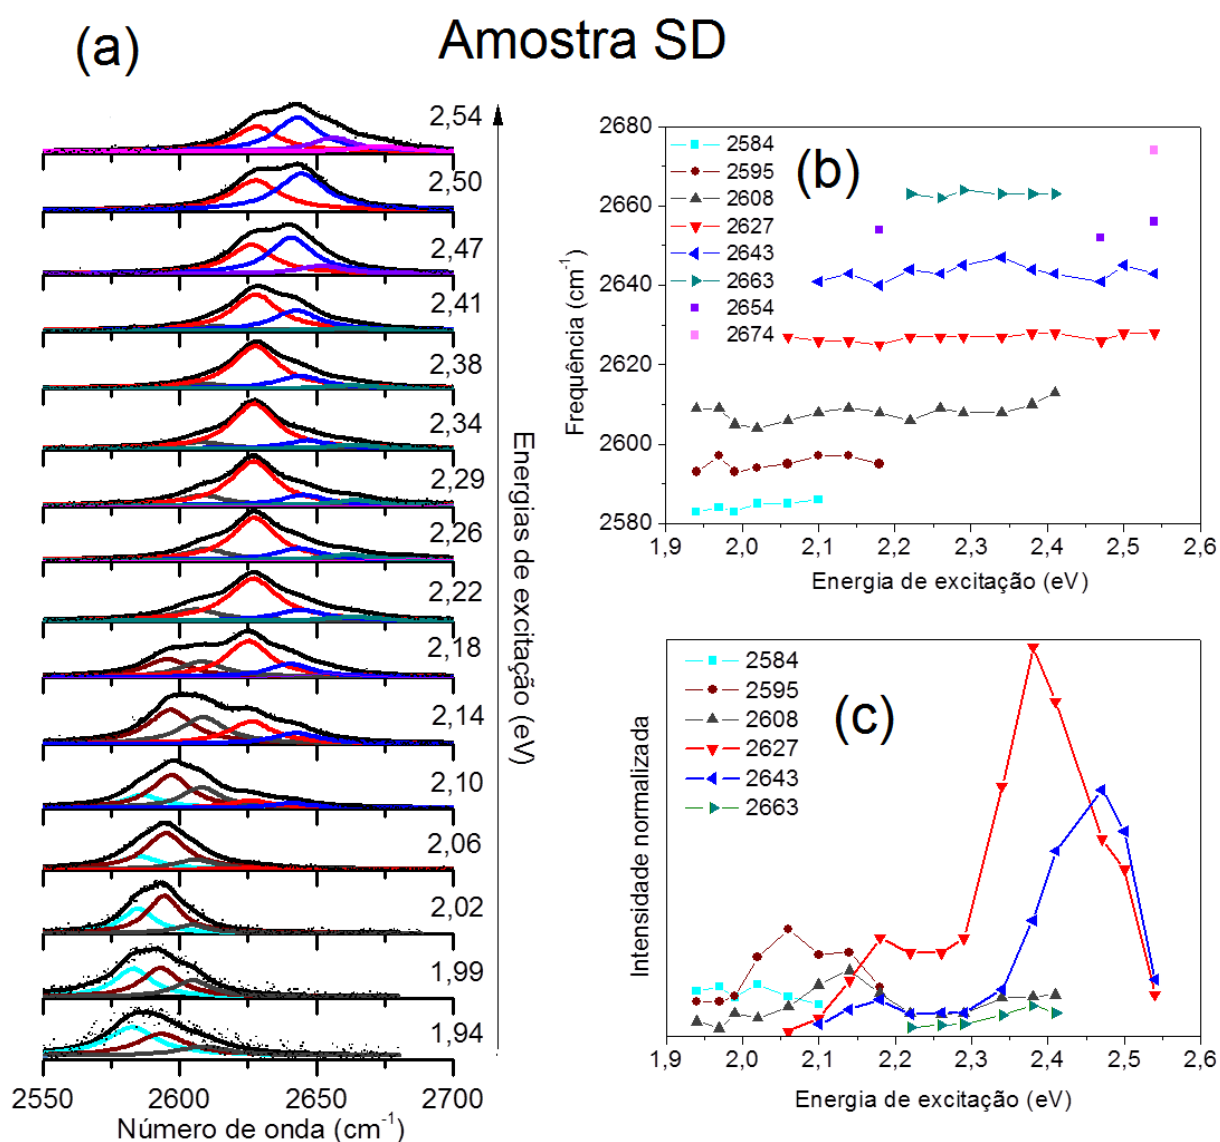 Amostra SD
(a)
2,54
2,50
2,47
2,41
2,38
2,34
2,29
2,26
2,22
2,18
2,14
2,10
2,06
2,02
1,99
1,94
2550 2600 2650 2700
Número de onda (cm⁻¹)
Energias de excitação (eV)
(b)
2584
2595
2608
2627
2643
2663
2654
2674
2680
2660
2640
2620
2600
2580
Frequência (cm⁻¹)
1,9 2,0 2,1 2,2 2,3 2,4 2,5 2,6
Energia de excitação (eV)
(c)
2584
2595
2608
2627
2643
2663
Intensidade normalizada
1,9 2,0 2,1 2,2 2,3 2,4 2,5 2,6
Energia de excitação (eV)